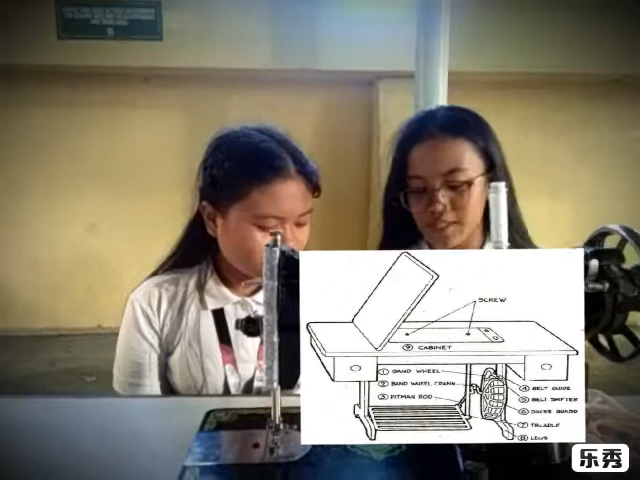 SCREW
9 CABINET
1 BAND WHEEL
2 BAND WHEEL CRANK
3 PITMAN ROD
4 BELT GUIDE
5 BELT SHIFTER
6 DRESS GUARD
7 TREADLE
8 LEGS
乐秀